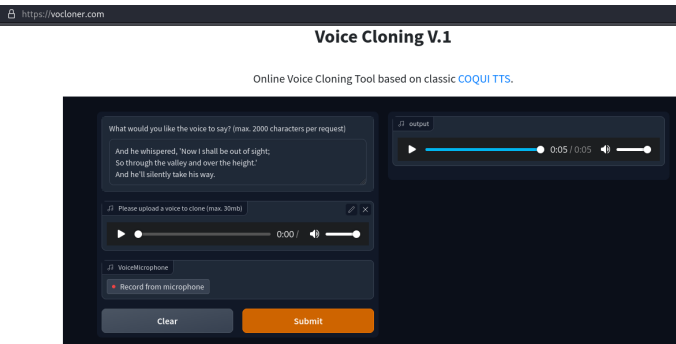 https://vocloner.com
Voice Cloning V.1
Online Voice Cloning Tool based on classic COQUI TTS.
What would you like the voice to say? (max. 2000 characters per request)
And he whispered, 'Now I shall be out of sight;
So through the valley and over the height.'
And he'll silently take his way.
Please upload a voice to clone (max. 30mb)
0:00 /
VoiceMicrophone
Record from microphone
Clear
Submit
output
0:05 / 0:05